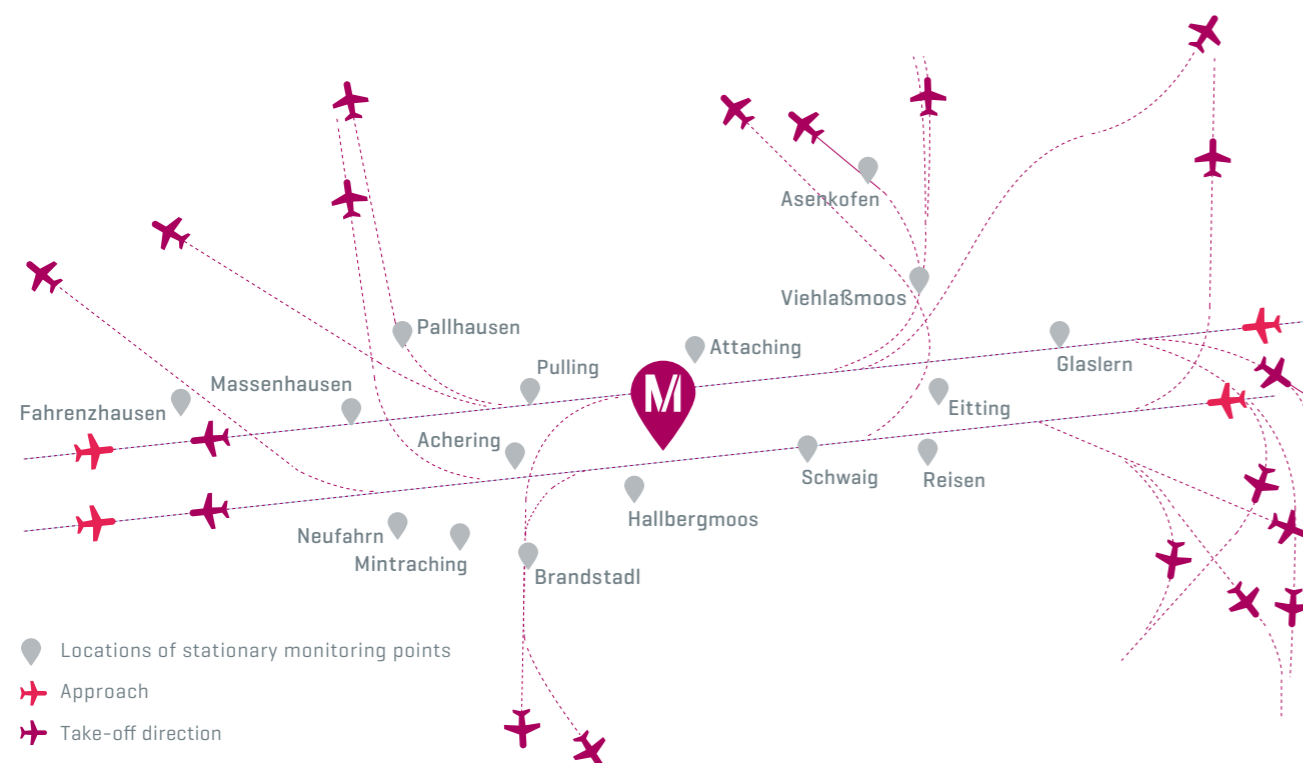 Asenkofen
Viehlaßmoos
Pallhausen
Attaching
Glaslern
Pulling
Massenhausen
Fahrenzhausen
M
Eitting
Achering
Schwaig
Reisen
Hallbergmoos
Neufahrn
Mintraching
Brandstadl
Locations of stationary monitoring points
Approach
Take-off direction